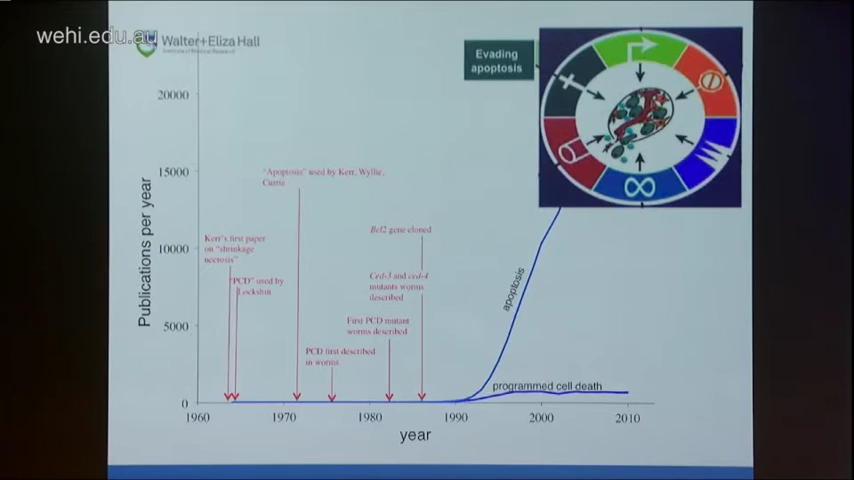 wehi.edu.au
Walter+Eliza Hall
Evading
apoptosis
20000
15000
10000
5000
0
Publications per year
"Apoptosis" used by Kerr, Wyllie,
Currie
Kerr's first paper
on "shrinkage
necrosis"
"PCD" used by
Lockshin
Bcl2 gene cloned
Ced-3 and ced-4
mutants worms
described
First PCD mutant
worms described
PCD first described
in worms
apoptosis
programmed cell death
1960
1970
1980
1990
2000
2010
year